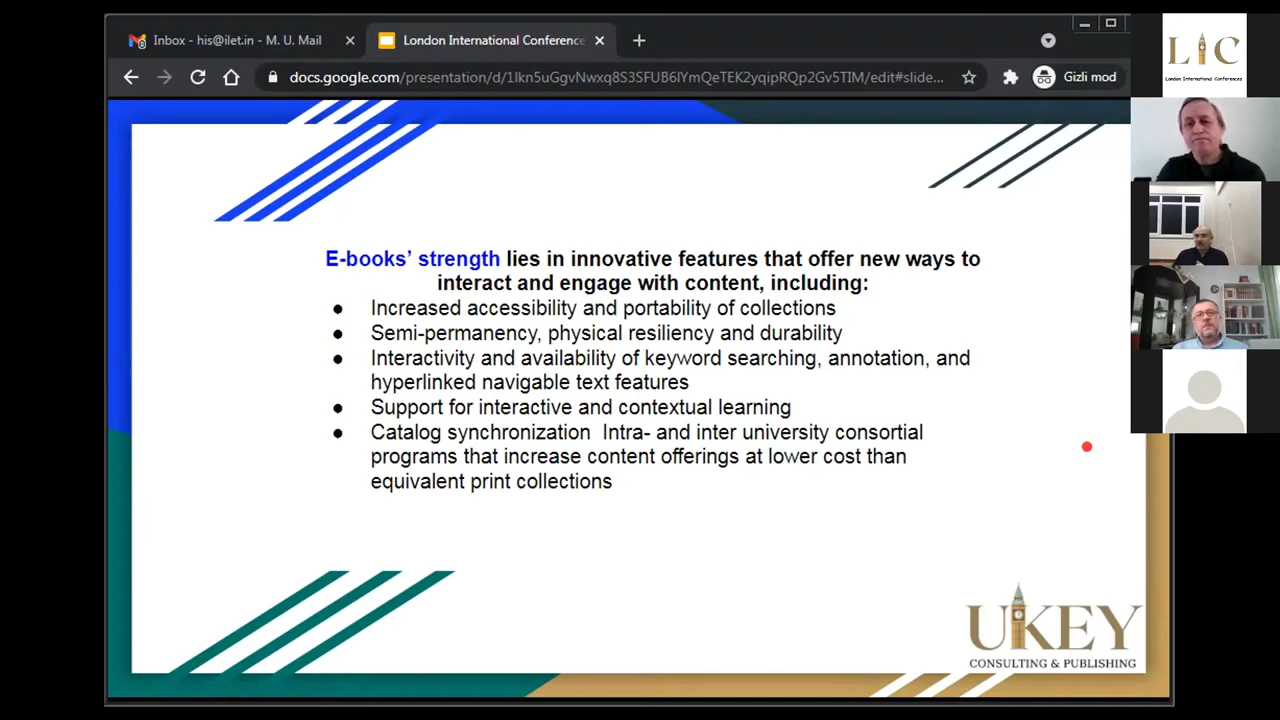 Inbox - his@ilet.in - M. U. Mail
London International Conference
docs.google.com/presentation/d/1lkn5uGgvNwxq8S3SFUB6lYmQeTEK2yqipRQp2Gv5TIM/edit#slide...
Gizli mod
LIC
London International Conferences
E-books’ strength lies in innovative features that offer new ways to
interact and engage with content, including:
● Increased accessibility and portability of collections
● Semi-permanency, physical resiliency and durability
● Interactivity and availability of keyword searching, annotation, and
hyperlinked navigable text features
● Support for interactive and contextual learning
● Catalog synchronization Intra- and inter university consortial
programs that increase content offerings at lower cost than
equivalent print collections
UKEY
CONSULTING & PUBLISHING